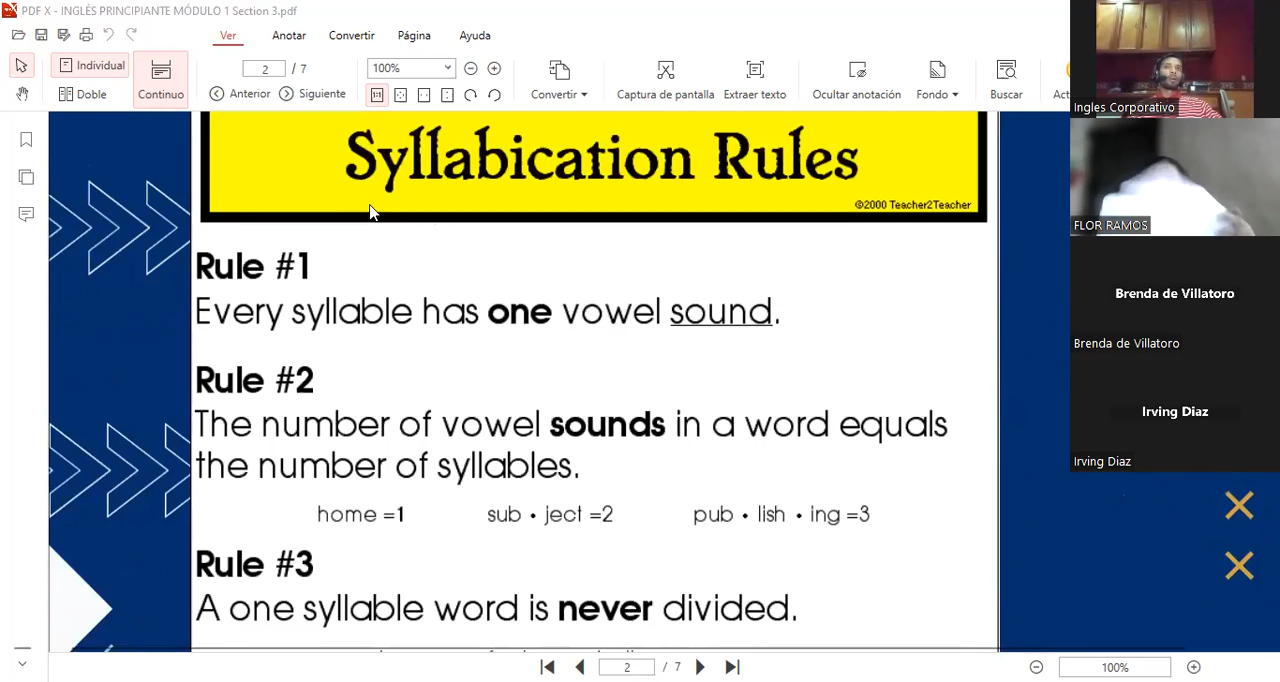 PDF X - INGLÉS PRINCIPIANTE MÓDULO 1 Section 3.pdf
Ver Anotar Convertir Página Ayuda
Individual
Doble
Continuo
2 / 7
Anterior Siguiente
100%
Convertir
Captura de pantalla
Extraer texto
Ocultar anotación
Fondo
Buscar
Act
Syllabication Rules
©2000 Teacher2Teacher
Rule #1
Every syllable has one vowel sound.
Rule #2
The number of vowel sounds in a word equals
the number of syllables.
home =1 sub • ject =2 pub • lish • ing =3
Rule #3
A one syllable word is never divided.
Ingles Corporativo
FLOR RAMOS
Brenda de Villatoro
Brenda de Villatoro
Irving Diaz
Irving Diaz
2 / 7
100%